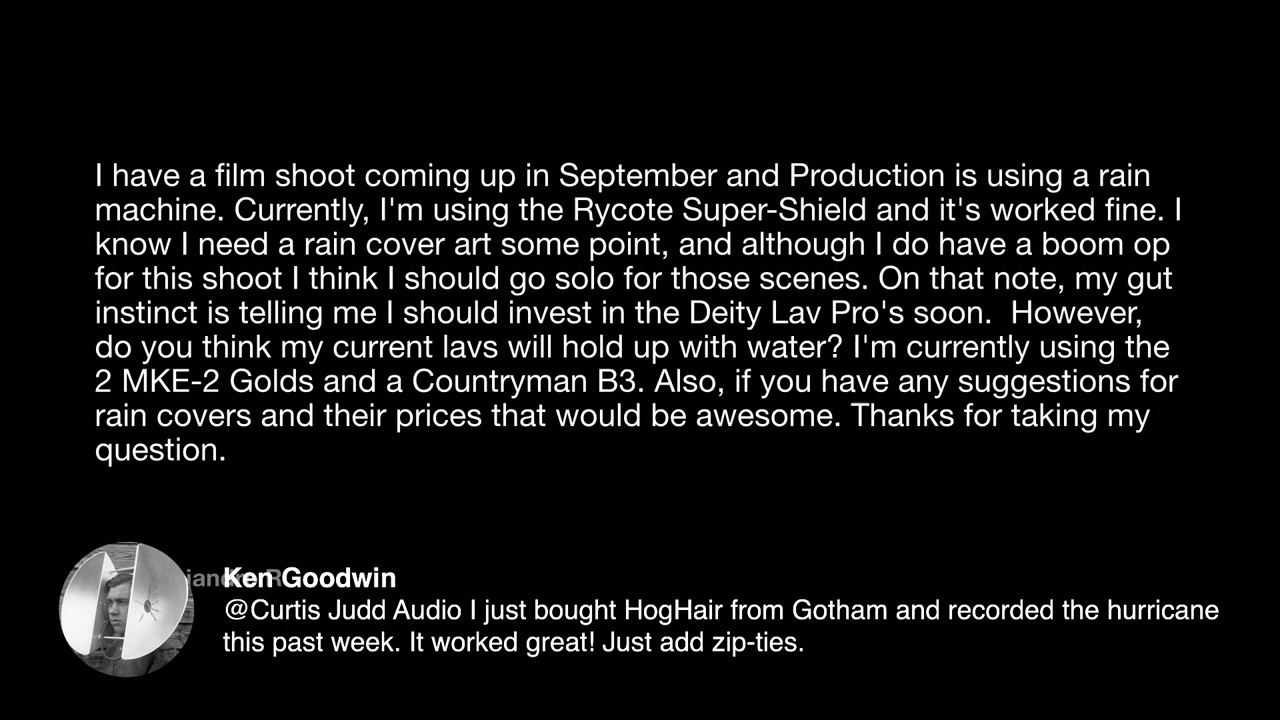 I have a film shoot coming up in September and Production is using a rain
machine. Currently, I'm using the Rycote Super-Shield and it's worked fine. I
know I need a rain cover art some point, and although I do have a boom op
for this shoot I think I should go solo for those scenes. On that note, my gut
instinct is telling me I should invest in the Deity Lav Pro's soon.  However,
do you think my current lavs will hold up with water? I'm currently using the
2 MKE-2 Golds and a Countryman B3. Also, if you have any suggestions for
rain covers and their prices that would be awesome. Thanks for taking my
question.
Ken Goodwin
@Curtis Judd Audio I just bought HogHair from Gotham and recorded the hurricane
this past week. It worked great! Just add zip-ties.